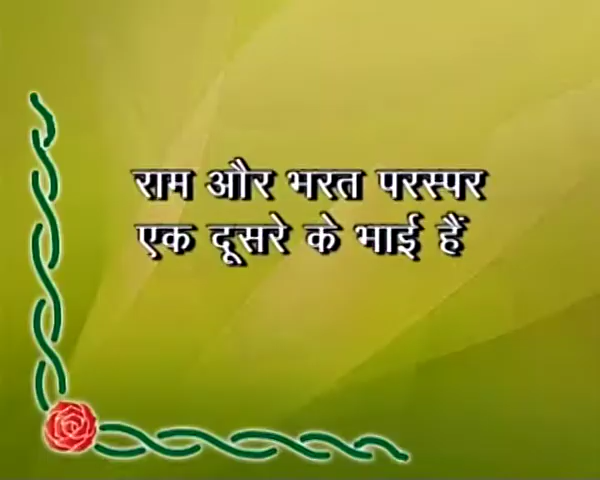 राम और भरत परस्पर
एक दूसरे के भाई हैं